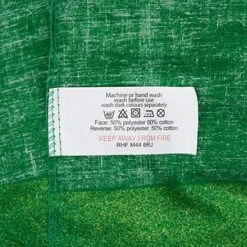 Machine or hand wash
wash before use
wash dark colours separately
Face: 50% polyester 50% cotton
Reverse: 50% polyester 50% cotton
KEEP AWAY FROM FIRE
RHF M44 6RJ